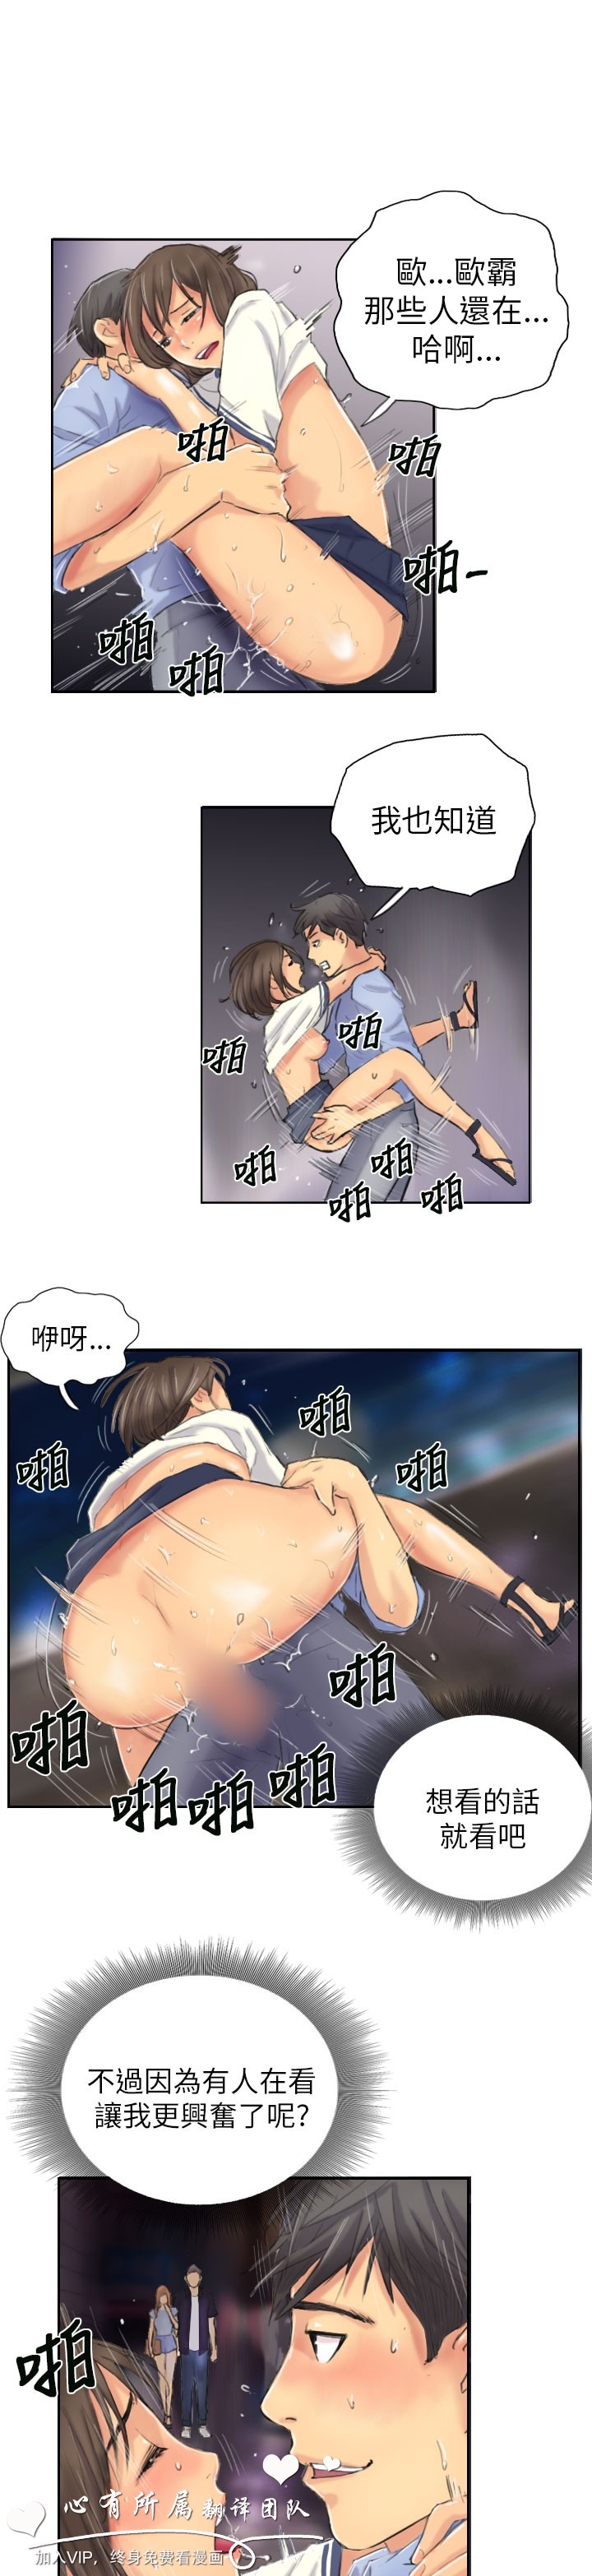 歐...歐霸
那些人還在...
哈啊...
啪
啪
啪-
啪
啪
我也知道
啪
啪
啪
啪
啪
啪
咿呀...
啪
啪
啪
啪
啪
啪
啪
啪
想看的話
就看吧
不過因為有人在看
讓我更興奮了呢?
啪
心有所属翻译团队
加入VIP，终身免费看漫画